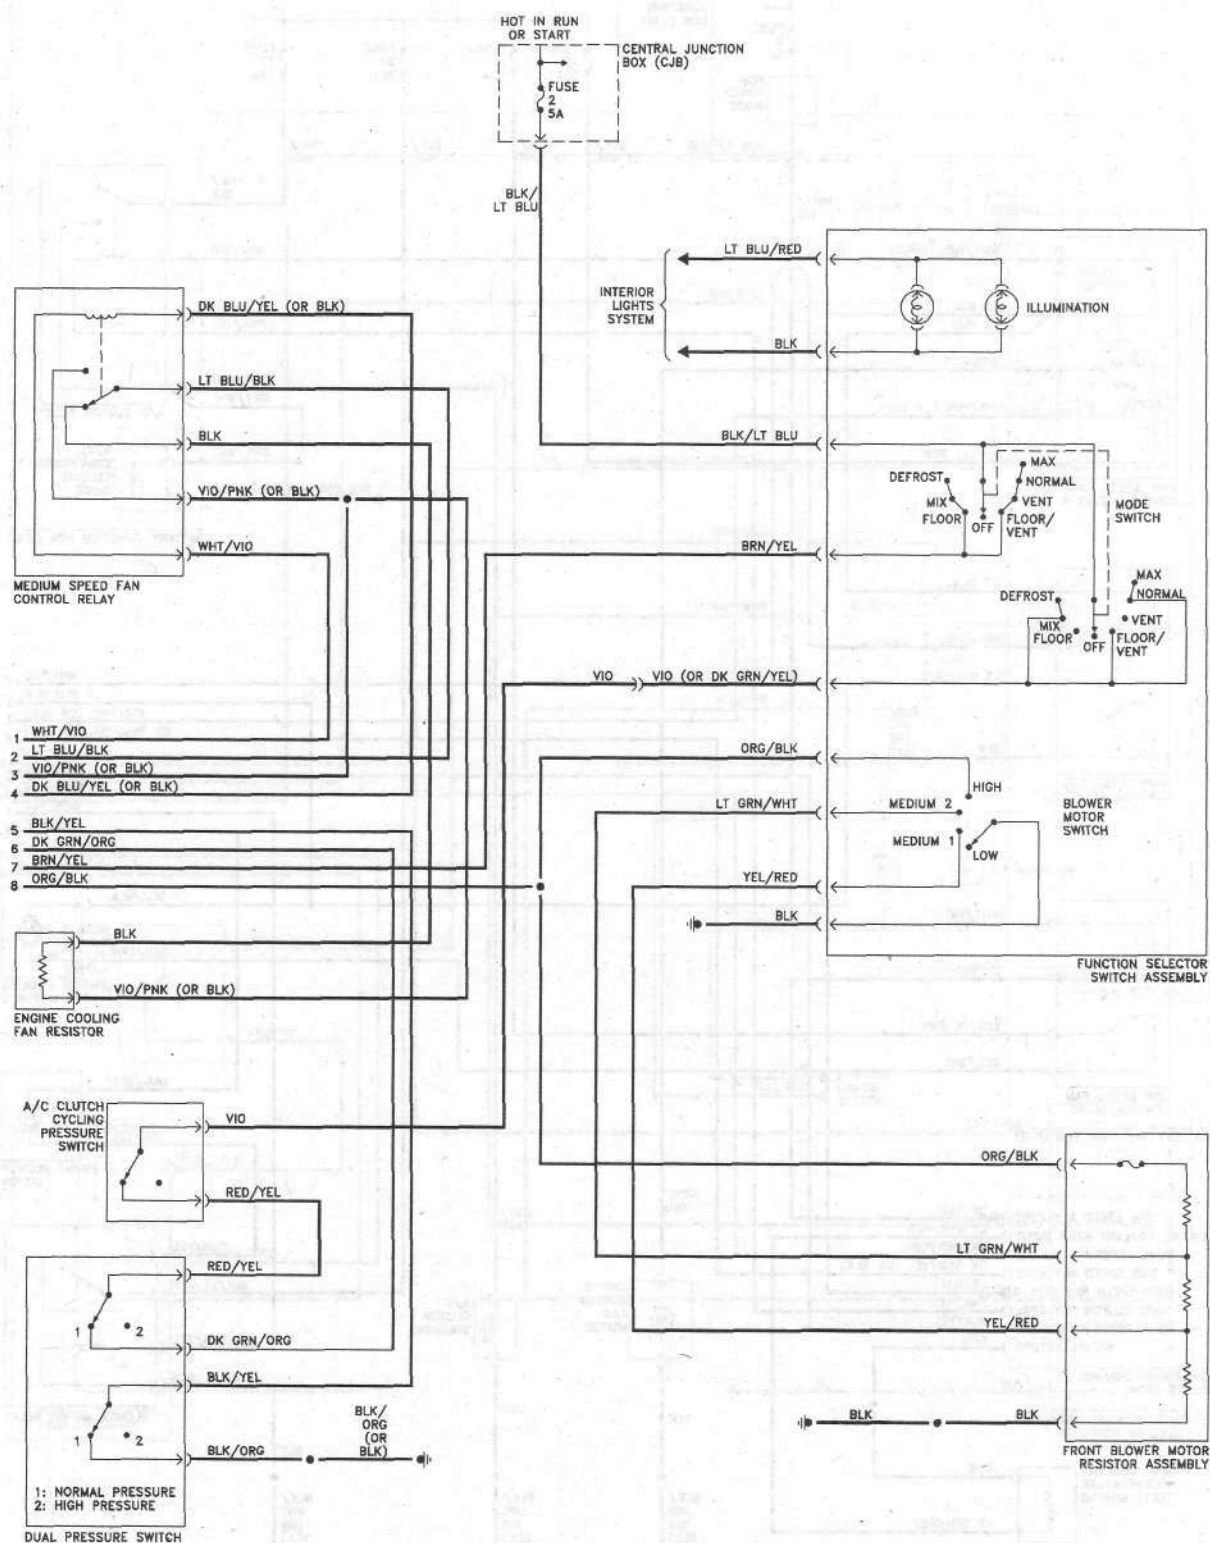 HOT IN RUN
OR START
CENTRAL JUNCTION
BOX (CJB)
FUSE
2
5A
BLK/
LT BLU
LT BLU/RED
INTERIOR
LIGHTS
SYSTEM
ILLUMINATION
BLK
DK BLU/YEL (OR BLK)
LT BLU/BLK
BLK
VIO/PNK (OR BLK)
WHT/VIO
MEDIUM SPEED FAN
CONTROL RELAY
BLK/LT BLU
MAX
DEFROST
NORMAL
MIX
VENT
FLOOR
OFF
FLOOR/
VENT
MODE
SWITCH
BRN/YEL
MAX
DEFROST
NORMAL
MIX
FLOOR
VENT
OFF
FLOOR/
VENT
VIO
VIO (OR DK GRN/YEL)
1 WHT/VIO
2 LT BLU/BLK
3 VIO/PNK (OR BLK)
4 DK BLU/YEL (OR BLK)
5 BLK/YEL
6 DK GRN/ORG
7 BRN/YEL
8 ORG/BLK
ORG/BLK
HIGH
LT GRN/WHT
MEDIUM 2
BLOWER
MOTOR
SWITCH
MEDIUM 1
LOW
YEL/RED
BLK
FUNCTION SELECTOR
SWITCH ASSEMBLY
BLK
VIO/PNK (OR BLK)
ENGINE COOLING
FAN RESISTOR
A/C CLUTCH
CYCLING
PRESSURE
SWITCH
VIO
RED/YEL
ORG/BLK
LT GRN/WHT
YEL/RED
BLK
BLK
FRONT BLOWER MOTOR
RESISTOR ASSEMBLY
RED/YEL
1
2
DK GRN/ORG
BLK/YEL
1
2
BLK/ORG
BLK/
ORG
(OR
BLK)
1: NORMAL PRESSURE
2: HIGH PRESSURE
DUAL PRESSURE SWITCH